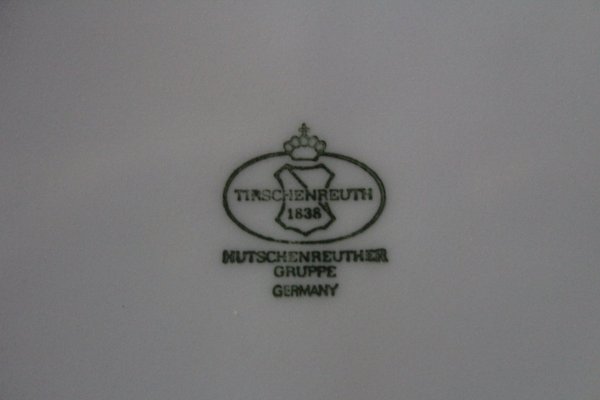 TIRSCHENREUTH
1838
HUTSCHENREUTHER
GRUPPE
GERMANY